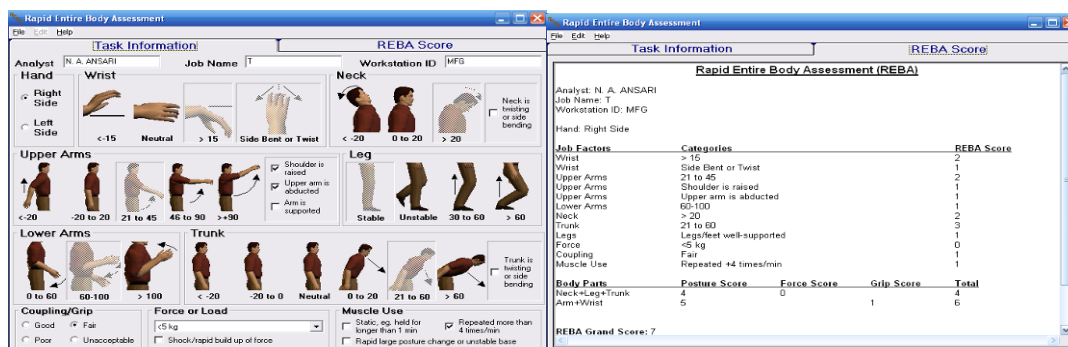 Rapid Entire Body Assessment
File Edit Help
Task Information REBA Score
Analyst N. A. ANSARI Job Name T Workstation ID MFG
Hand Wrist Neck
Right Side
Left Side
<-15 Neutral > 15 Side Bent or Twist
< -20 0 to 20 > 20
Neck is twisting or side bending
Upper Arms Leg
Shoulder is raised
Upper arm is abducted
Arm is supported
<-20 -20 to 20 21 to 45 46 to 90 >+90
Stable Unstable 30 to 60 > 60
Lower Arms Trunk
0 to 60 60-100 > 100
< -20 -20 to 0 Neutral 0 to 20 21 to 60 > 60
Trunk is twisting or side bending
Coupling/Grip Force or Load Muscle Use
Good Fair
Poor Unacceptable
<5 kg
Shock/rapid build up of force
Static, eg. held for longer than 1 min
Repeated more than 4 times/min
Rapid large posture change or unstable base
Rapid Entire Body Assessment
File Edit Help
Task Information REBA Score
Rapid Entire Body Assessment (REBA)
Analyst: N. A. ANSARI
Job Name: T
Workstation ID: MFG
Hand: Right Side
Job Factors Categories REBA Score
Wrist > 15 2
Wrist Side Bent or Twist 1
Upper Arms 21 to 45 2
Upper Arms Shoulder is raised 1
Upper Arms Upper arm is abducted 1
Lower Arms 60-100 1
Neck > 20 2
Trunk 21 to 60 3
Legs Legs/feet well-supported 1
Force <5 kg 0
Coupling Fair 1
Muscle Use Repeated +4 times/min 1
Body Parts Posture Score Force Score Grip Score Total
Neck+Leg+Trunk 4 0 4
Arm+Wrist 5 1 6
REBA Grand Score: 7